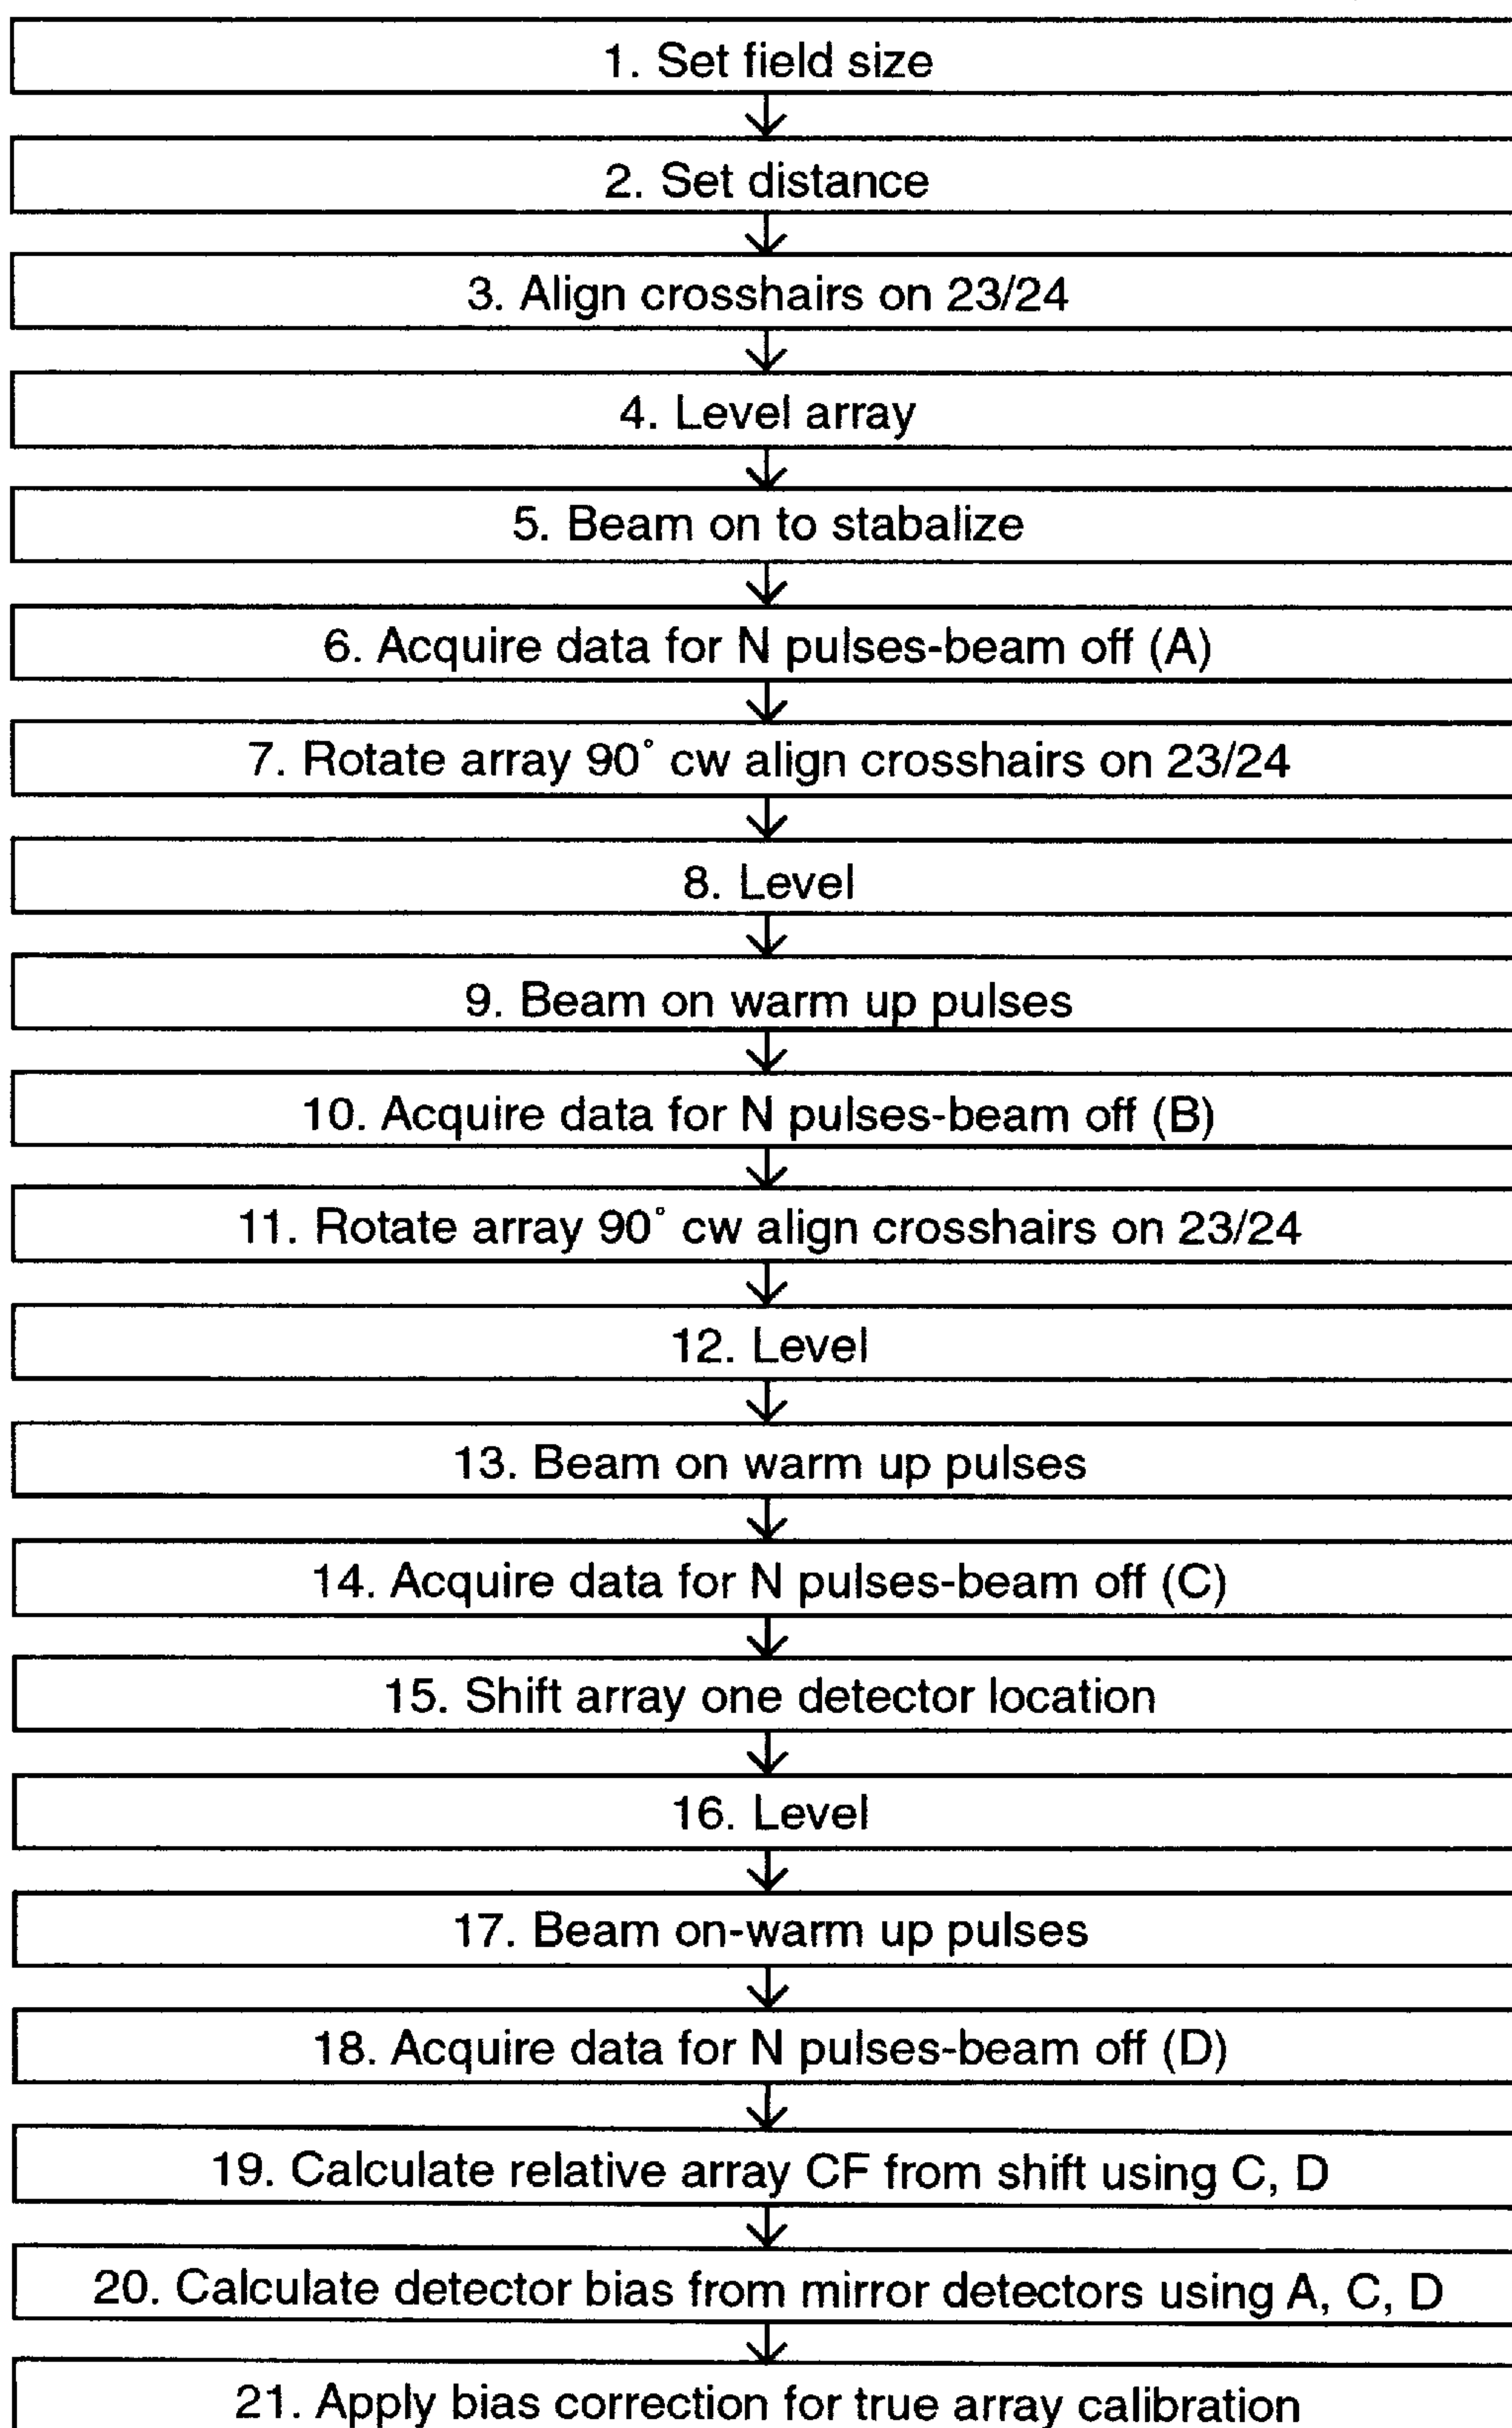 1. Set field size
2. Set distance
3. Align crosshairs on 23/24
4. Level array
5. Beam on to stabalize
6. Acquire data for N pulses-beam off (A)
7. Rotate array 90° cw align crosshairs on 23/24
8. Level
9. Beam on warm up pulses
10. Acquire data for N pulses-beam off (B)
11. Rotate array 90° cw align crosshairs on 23/24
12. Level
13. Beam on warm up pulses
14. Acquire data for N pulses-beam off (C)
15. Shift array one detector location
16. Level
17. Beam on-warm up pulses
18. Acquire data for N pulses-beam off (D)
19. Calculate relative array CF from shift using C, D
20. Calculate detector bias from mirror detectors using A, C, D
21. Apply bias correction for true array calibration